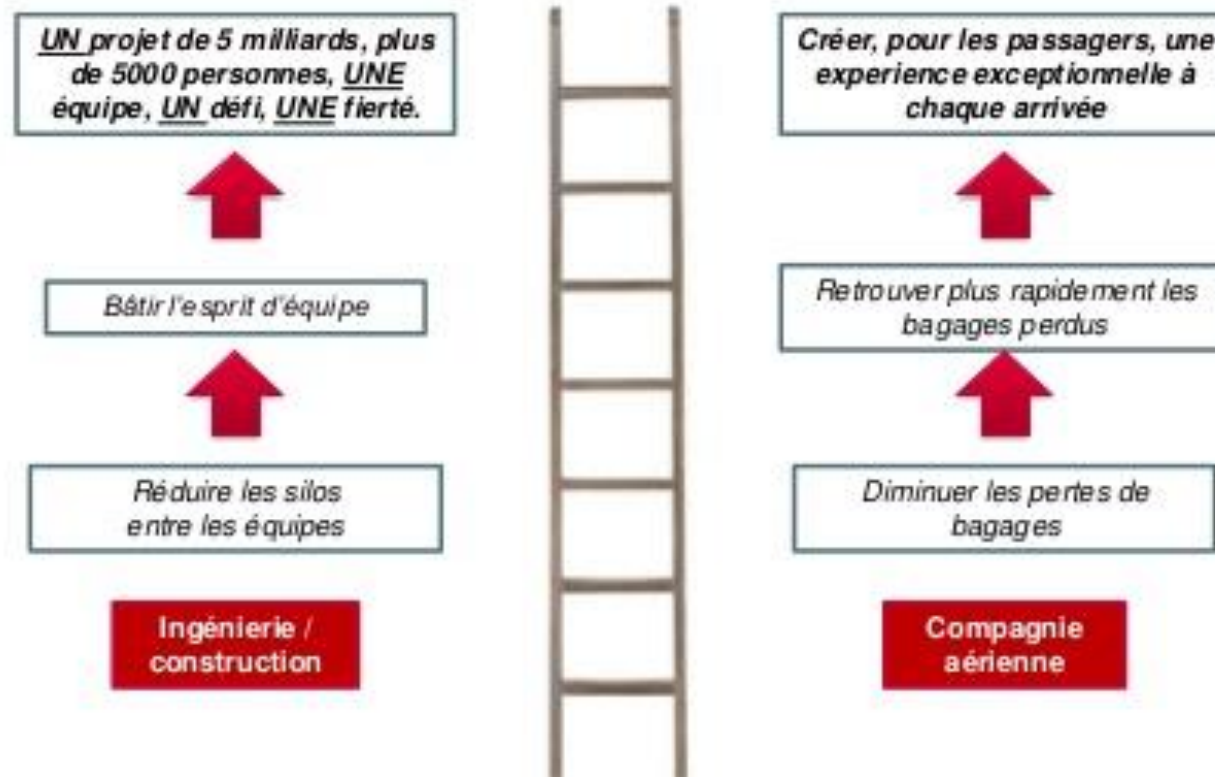 UN projet de 5 milliards, plus
de 5000 personnes, UNE
équipe, UN défi, UNE fierté.
Bâtir l'esprit d'équipe
Réduire les silos
entre les équipes
Ingénierie /
construction
Créer, pour les passagers, une
experience exceptionnelle à
chaque arrivée
Retrouver plus rapidement les
bagages perdus
Diminuer les pertes de
bagages
Compagnie
aérienne